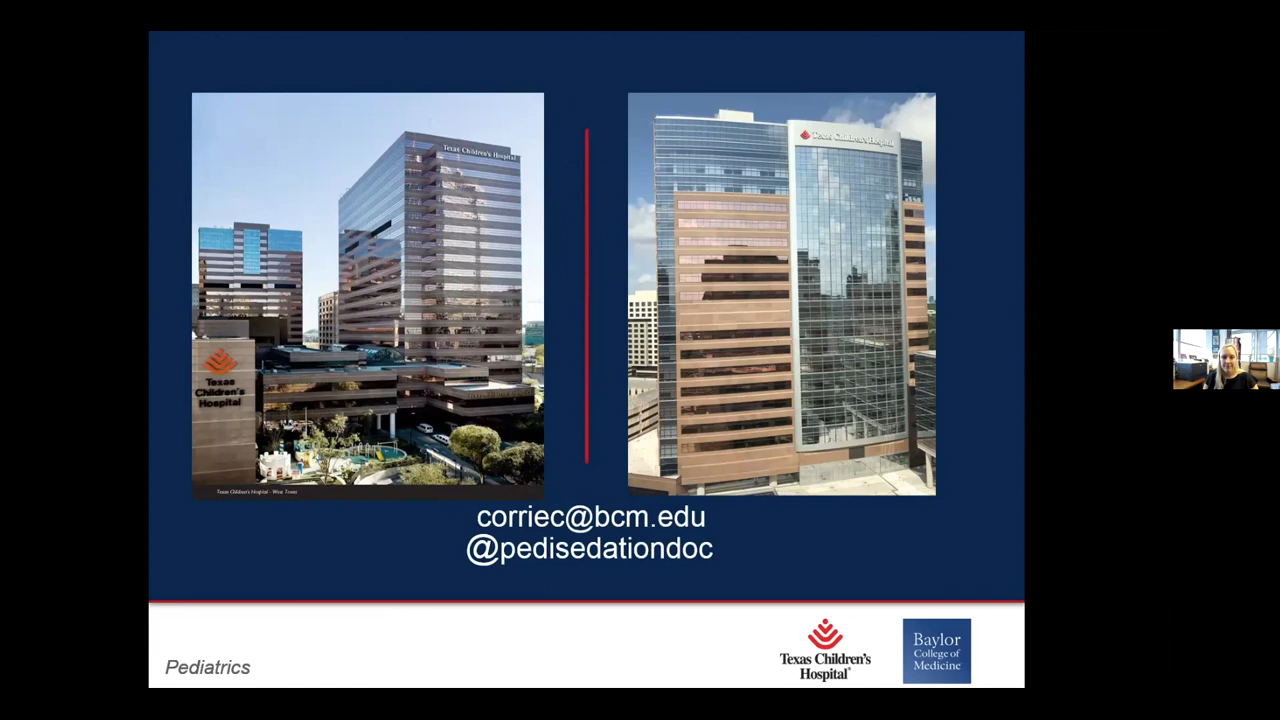 Texas Children's Hospital
Texas
Children's
Hospital
Texas Children's Hospital - West Tower
Texas Children's Hospital
corriec@bcm.edu
@pedisedationdoc
Pediatrics
Texas Children's
Hospital®
Baylor
College of
Medicine